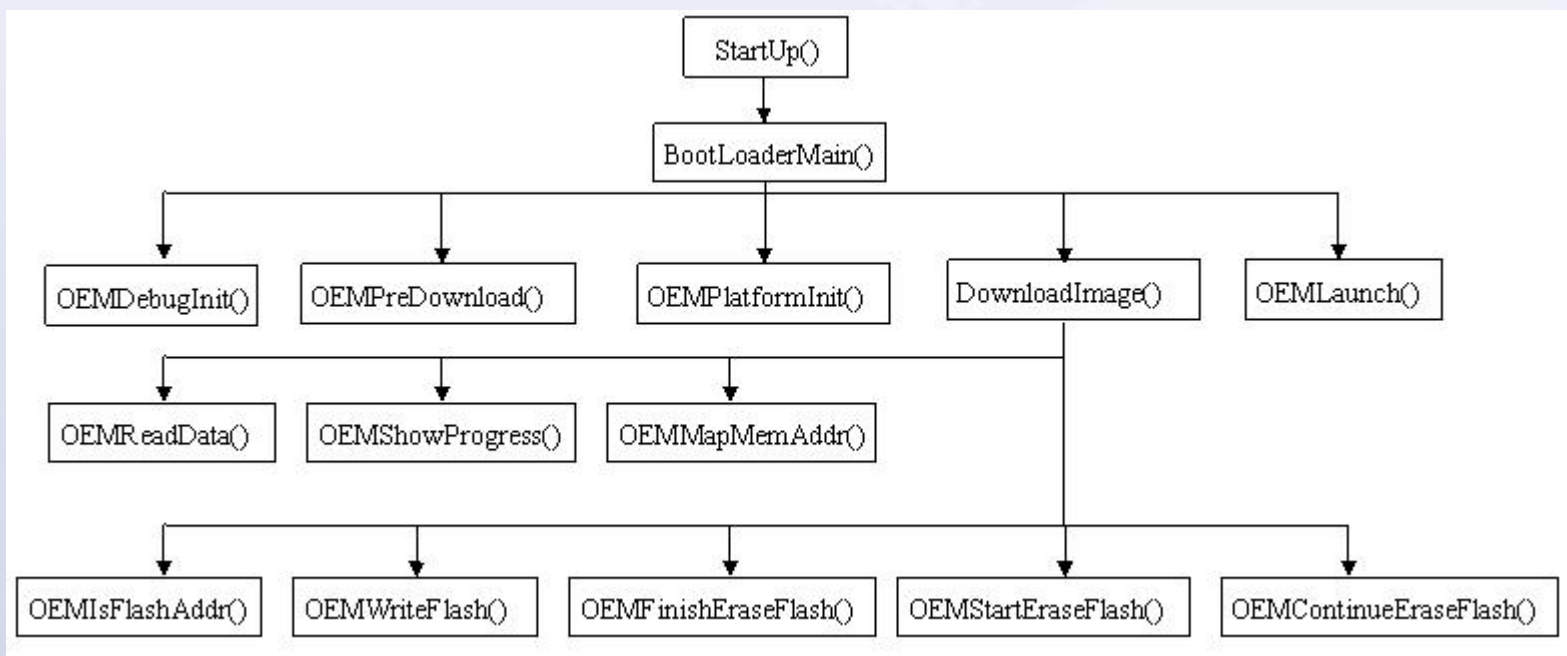 StartUp()
BootLoaderMain()
OEMDebugInit()
OEMPreDownload()
OEMPlatformInit()
DownloadImage()
OEMLaunch()
OEMReadData()
OEMShowProgress()
OEMMapMemAddr()
OEMIsFlashAddr()
OEMWriteFlash()
OEMFinishEraseFlash()
OEMStartEraseFlash()
OEMContinueEraseFlash()